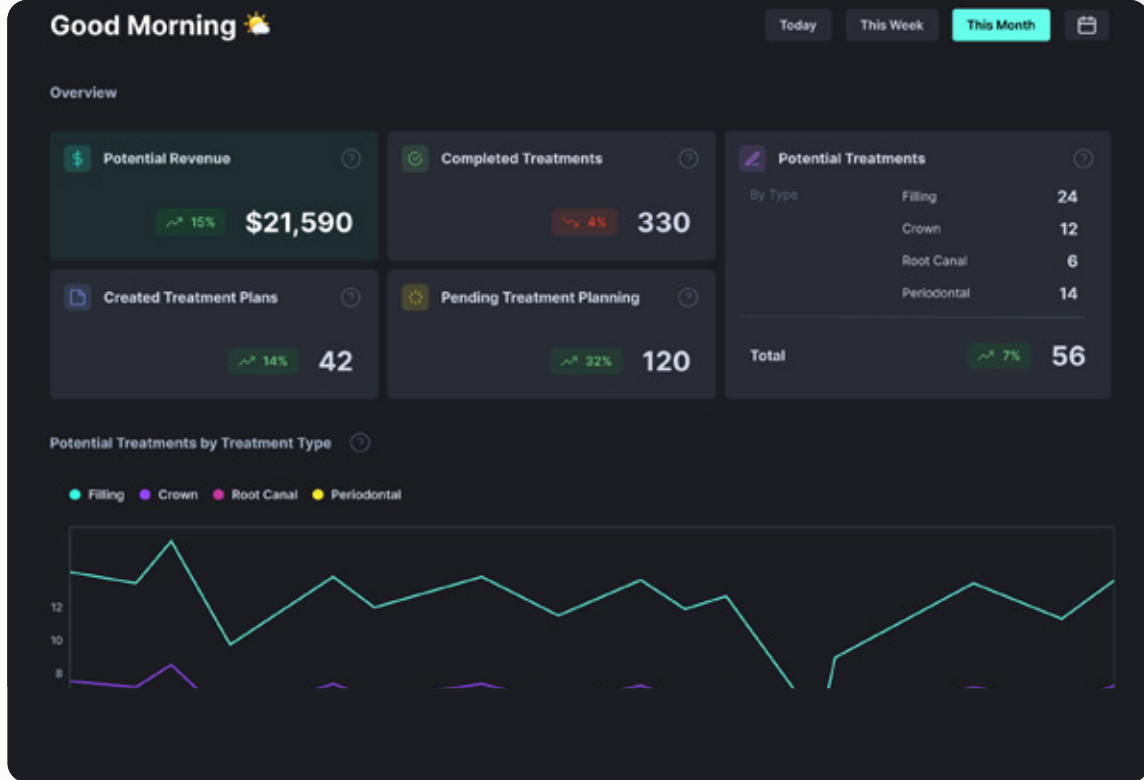 Good Morning
Today
This Week
This Month
Overview
$ Potential Revenue ?
15% $21,590
Completed Treatments ?
4% 330
Potential Treatments ?
By Type
Filling 24
Crown 12
Root Canal 6
Periodontal 14
Total 7% 56
Created Treatment Plans ?
14% 42
Pending Treatment Planning ?
32% 120
Potential Treatments by Treatment Type ?
Filling Crown Root Canal Periodontal
12
10
8